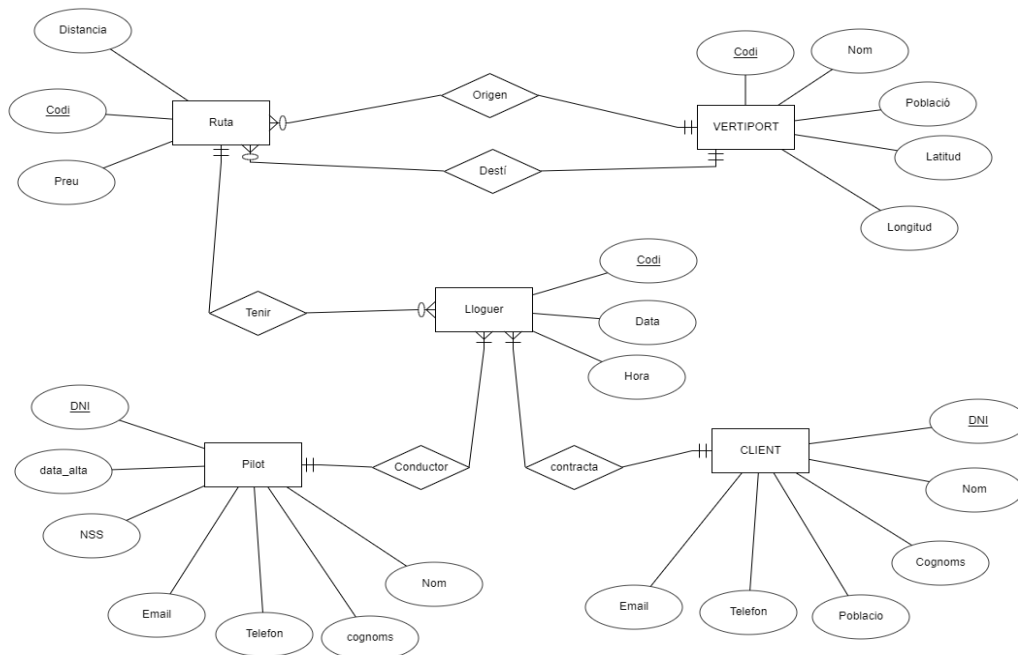 Distancia
Codi
Preu
Ruta
Origen
Destí
Codi
Nom
Població
Latitud
Longitud
VERTIPORT
Tenir
Lloguer
Codi
Data
Hora
DNI
data_alta
NSS
Email
Telefon
cognoms
Nom
Pilot
Conductor
contracta
CLIENT
DNI
Nom
Cognoms
Poblacio
Telefon
Email